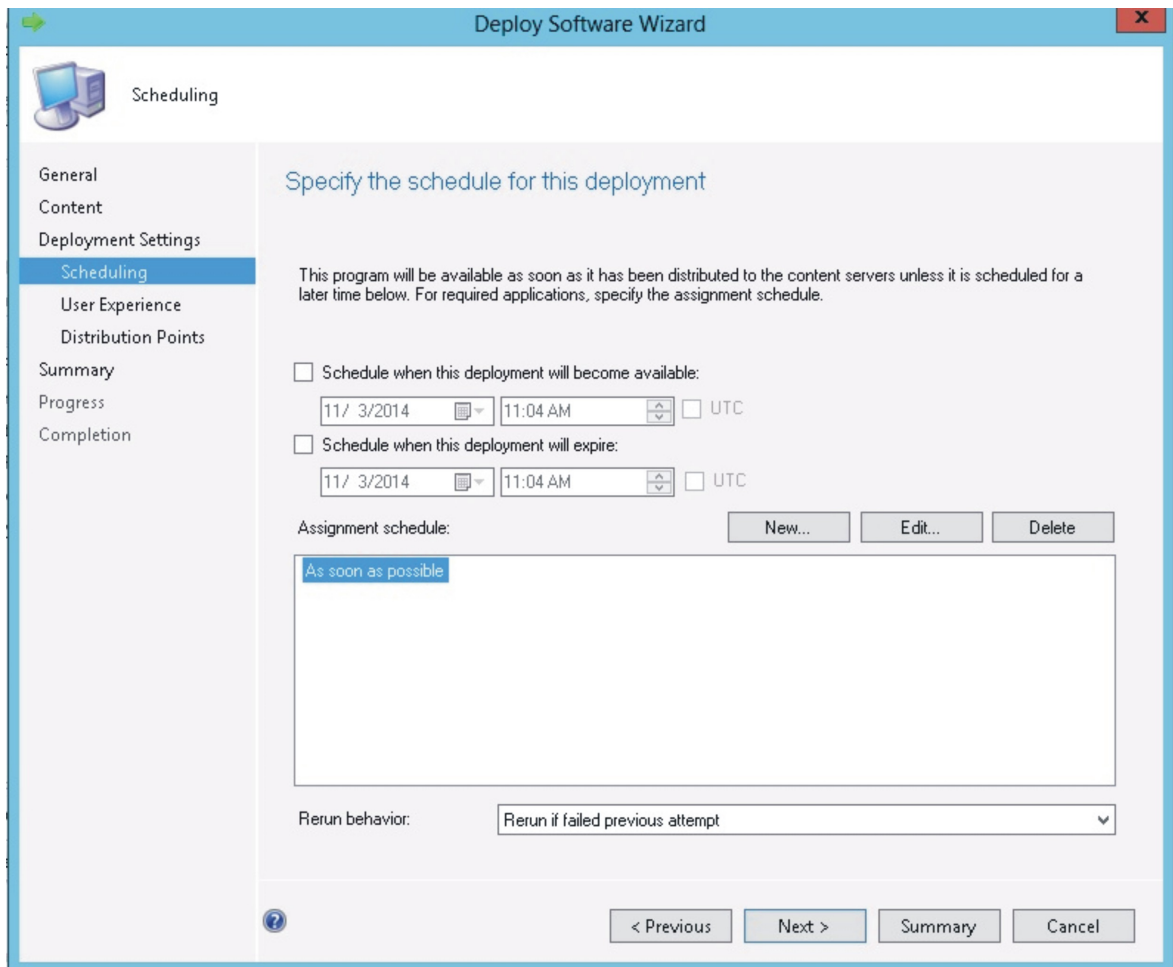 Deploy Software Wizard
x
Scheduling
General
Content
Deployment Settings
Scheduling
User Experience
Distribution Points
Summary
Progress
Completion
Specify the schedule for this deployment
This program will be available as soon as it has been distributed to the content servers unless it is scheduled for a
later time below. For required applications, specify the assignment schedule.
Schedule when this deployment will become available:
11/ 3/2014 11:04 AM UTC
Schedule when this deployment will expire:
11/ 3/2014 11:04 AM UTC
Assignment schedule: New... Edit... Delete
As soon as possible
Rerun behavior: Rerun if failed previous attempt
? < Previous Next > Summary Cancel